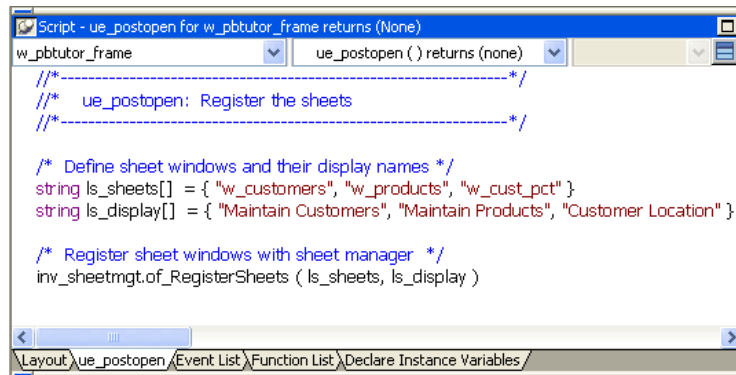 Script - ue_postopen for w_pbtutor_frame returns (None)
w_pbtutor_frame ue_postopen ( ) returns (none)
//*-----------------------------------------------------------------*/
//* ue_postopen: Register the sheets
//*-----------------------------------------------------------------*/
/* Define sheet windows and their display names */
string ls_sheets[] = { "w_customers", "w_products", "w_cust_pct" }
string ls_display[] = { "Maintain Customers", "Maintain Products", "Customer Location" }
/* Register sheet windows with sheet manager */
inv_sheetmgt.of_RegisterSheets ( ls_sheets, ls_display )
Layout ue_postopen Event List Function List Declare Instance Variables